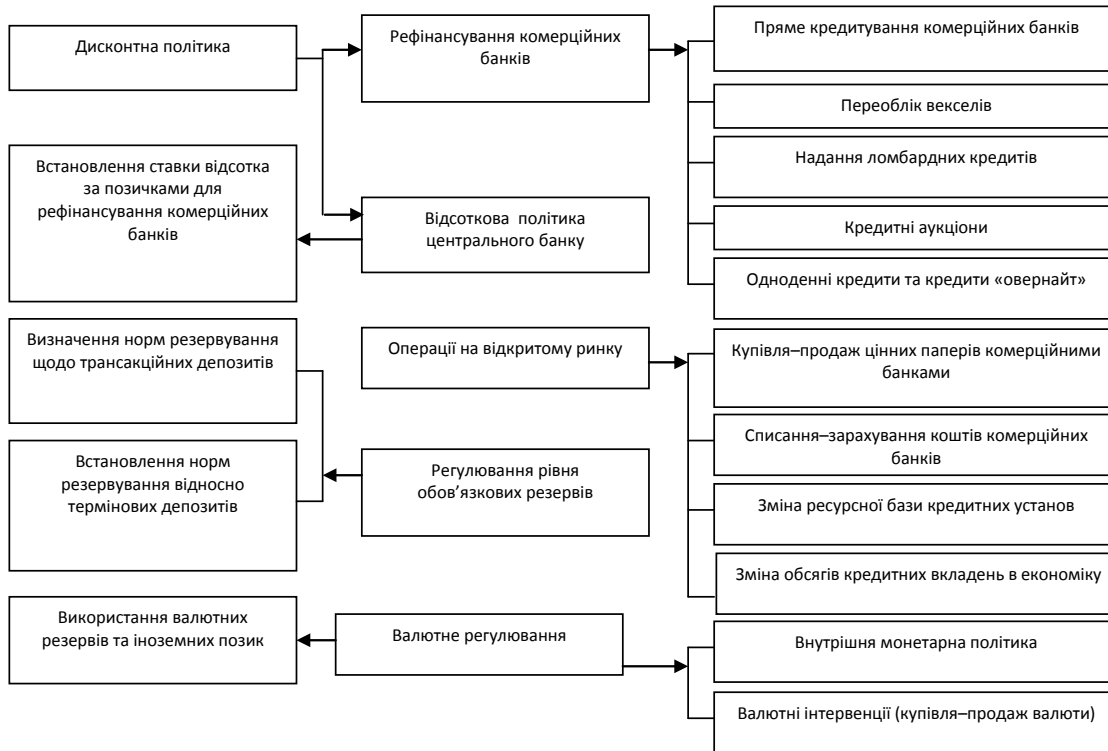 Дисконтна політика
Рефінансування комерційних
банків
Пряме кредитування комерційних банків
Переоблік векселів
Встановлення ставки відсотка
за позичками для
рефінансування комерційних
банків
Надання ломбардних кредитів
Відсоткова політика
центрального банку
Кредитні аукціони
Одноденні кредити та кредити «овернайт»
Визначення норм резервування
щодо трансакційних депозитів
Операції на відкритому ринку
Купівля–продаж цінних паперів комерційними
банками
Встановлення норм
резервування відносно
термінових депозитів
Регулювання рівня
обов’язкових резервів
Списання–зарахування коштів комерційних
банків
Зміна ресурсної бази кредитних установ
Зміна обсягів кредитних вкладень в економіку
Використання валютних
резервів та іноземних позик
Валютне регулювання
Внутрішня монетарна політика
Валютні інтервенції (купівля–продаж валюти)